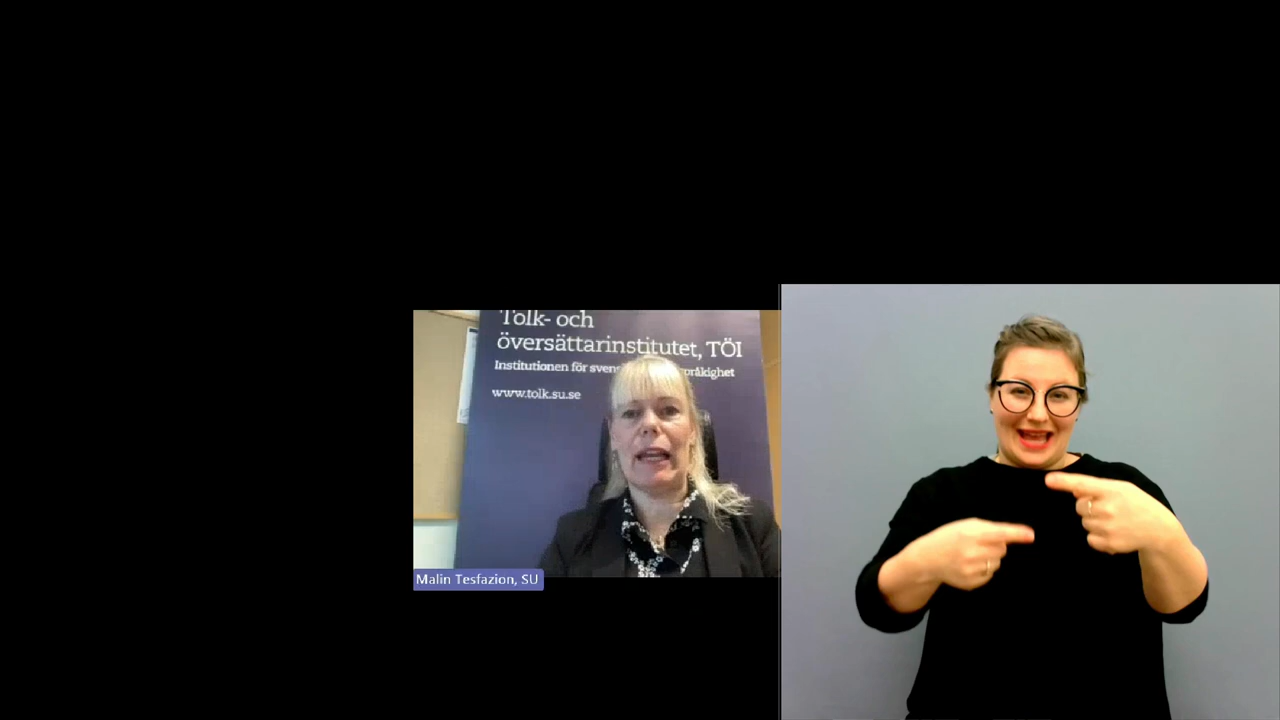 Tolk- och
översättarinstitutet, TÖI
Institutionen för
www.tolk.su.se
Malin Tesfazion, SU